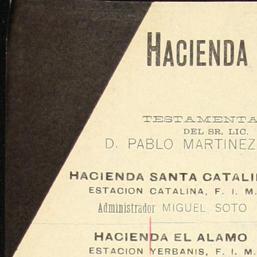 HACIENDA
TESTAMENTA
DEL SR. LIC.
D. PABLO MARTINEZ
HACIENDA SANTA CATALI
ESTACION CATALINA, F. I. M.
Administrador MIGUEL SOTO
HACIENDA EL ALAMO
ESTACION YERBANIS, F. I. M.